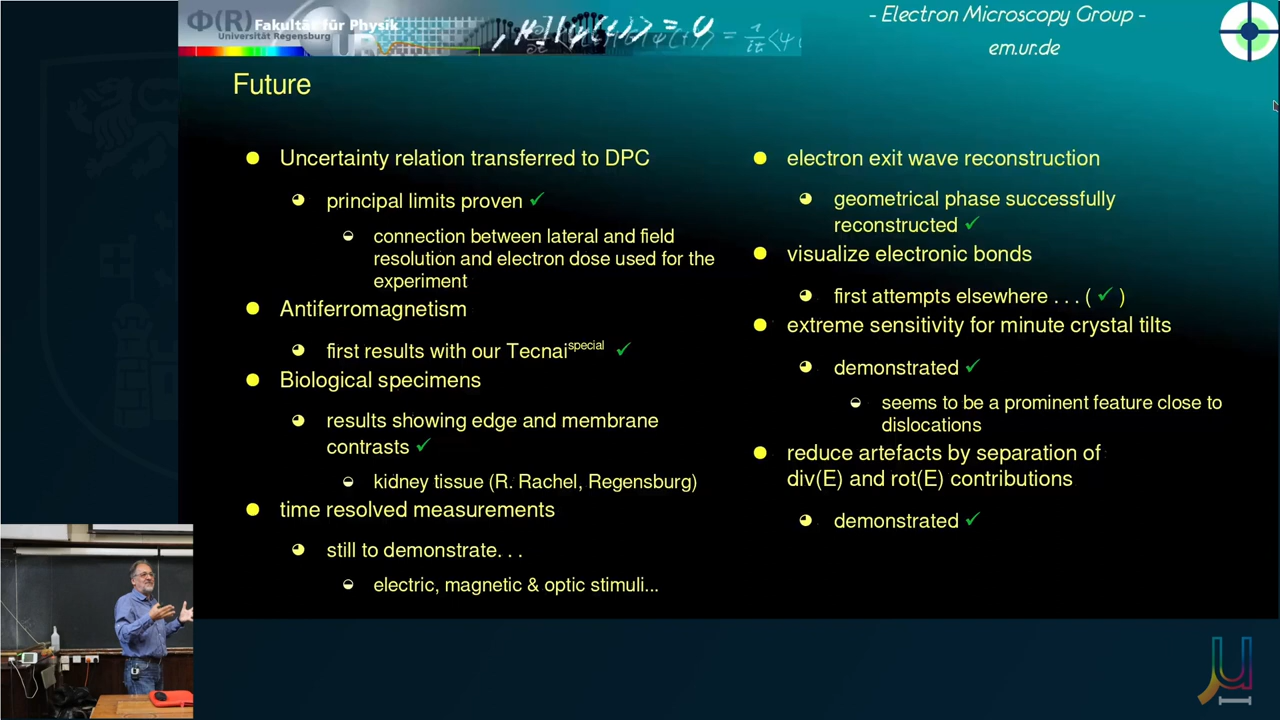 Φ(R) Fakultät für Physik
Universität Regensburg
UR
- Electron Microscopy Group -
em.ur.de
Future
Uncertainty relation transferred to DPC
principal limits proven ✓
connection between lateral and field
resolution and electron dose used for the
experiment
Antiferromagnetism
first results with our Tecnaispecial ✓
Biological specimens
results showing edge and membrane
contrasts ✓
kidney tissue (R. Rachel, Regensburg)
time resolved measurements
still to demonstrate. . .
electric, magnetic & optic stimuli...
electron exit wave reconstruction
geometrical phase successfully
reconstructed ✓
visualize electronic bonds
first attempts elsewhere . . . ( ✓ )
extreme sensitivity for minute crystal tilts
demonstrated ✓
seems to be a prominent feature close to
dislocations
reduce artefacts by separation of
div(E) and rot(E) contributions
demonstrated ✓
μ